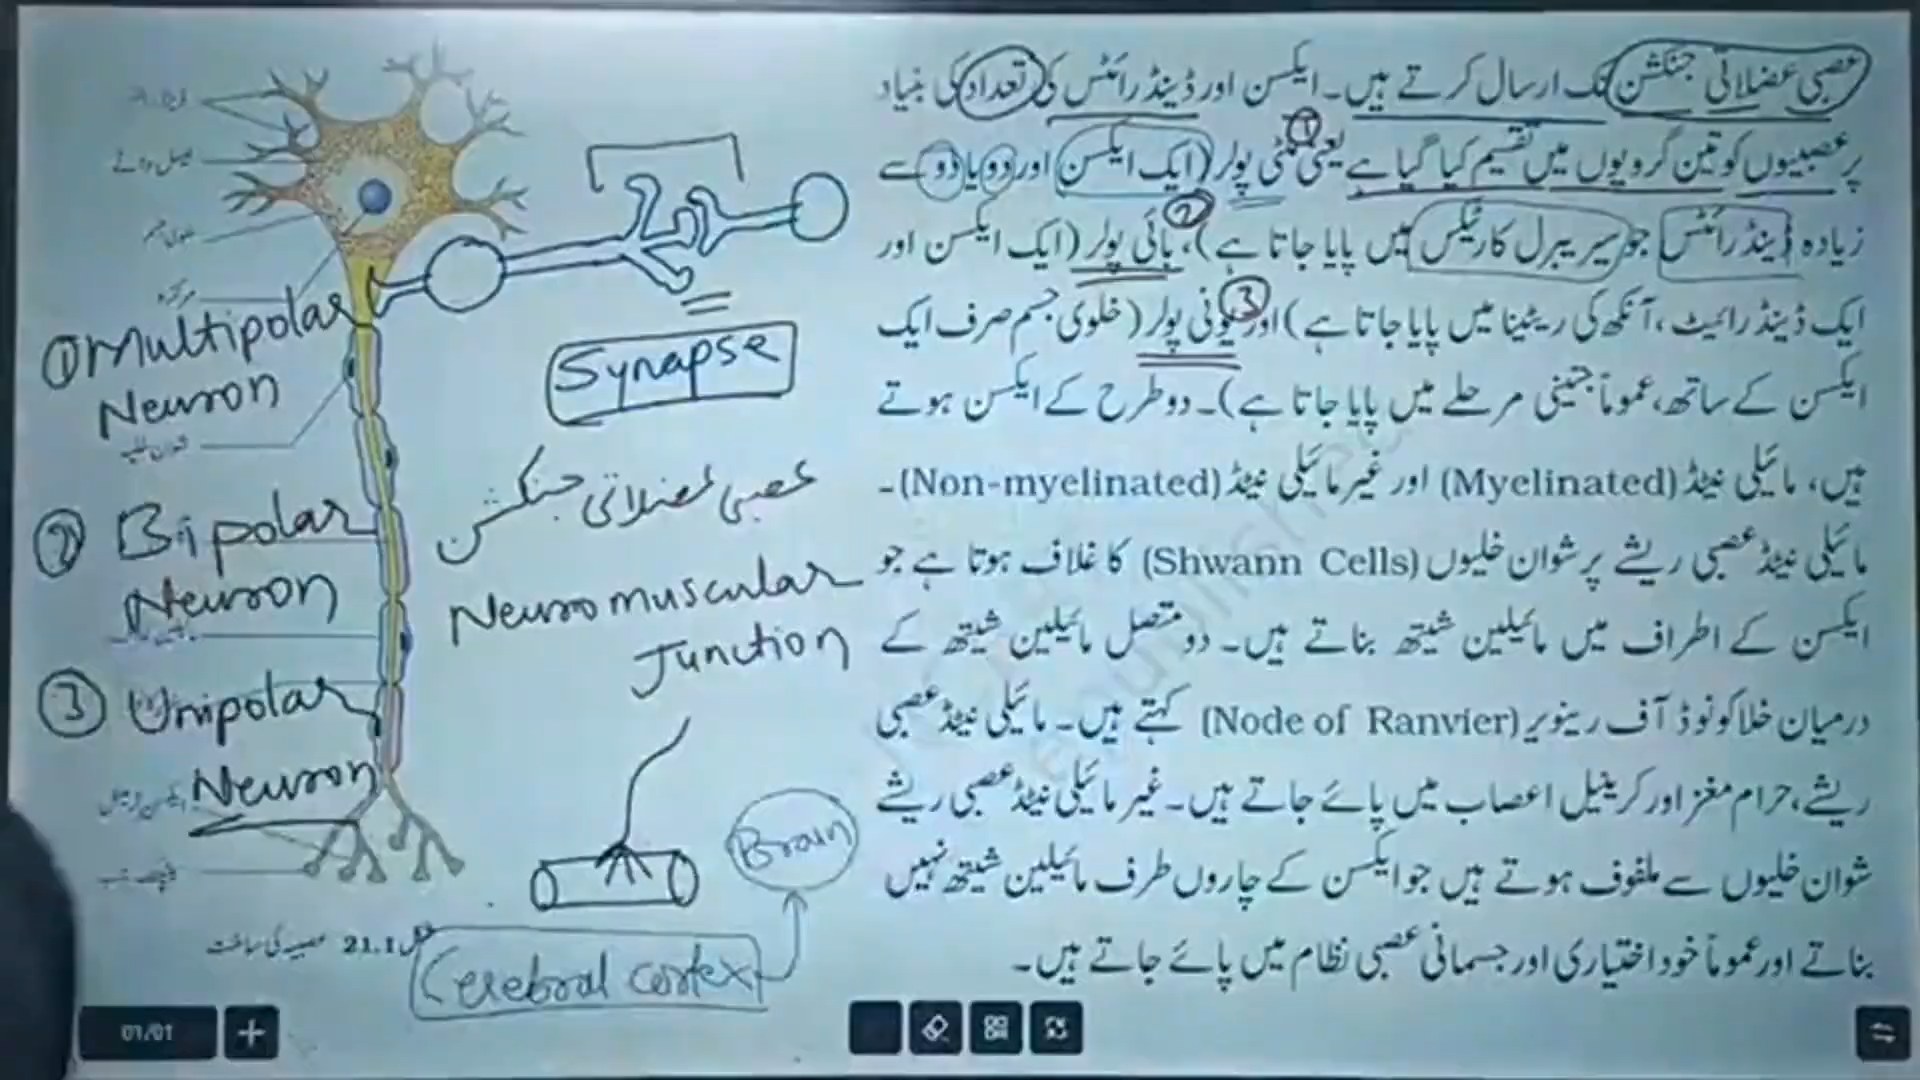 عصبی عضلاتی جنکشن تک ارسال کرتے ہیں۔ ایکسن اور ڈینڈرائٹس کی تعداد کی بنیاد
پر عصبیوں کو تین گروپوں میں تقسیم کیا گیا ہے یعنی ملٹی پولر (ایک ایکسن اور دو یا دو سے
زیادہ ڈینڈرائٹس جو سیریبرل کارٹیکس میں پایا جاتا ہے)، بائی پولر (ایک ایکسن اور
ایک ڈینڈرائیٹ، آنکھ کی ریٹینا میں پایا جاتا ہے) اور یونی پولر (خلوی جسم صرف ایک
ایکسن کے ساتھ، عموماً جنینی مرحلے میں پایا جاتا ہے)۔ دو طرح کے ایکسن ہوتے
ہیں، مائیلی نیٹڈ (Myelinated) اور غیر مائیلی نیٹڈ (Non-myelinated)۔
مائیلی نیٹڈ عصبی ریشے پر شوان خلیوں (Shwann Cells) کا غلاف ہوتا ہے جو
ایکسن کے اطراف میں مائیلین شیتھ بناتے ہیں۔ دو متصل مائیلین شیتھ کے
درمیان خلا کو نوڈ آف رینویر (Node of Ranvier) کہتے ہیں۔ مائیلی نیٹڈ عصبی
ریشے، حرام مغز اور کرینیل اعصاب میں پائے جاتے ہیں۔ غیر مائیلی نیٹڈ عصبی ریشے
شوان خلیوں سے ملفوف ہوتے ہیں جو ایکسن کے چاروں طرف مائیلین شیتھ نہیں
بناتے اور عموماً خود اختیاری اور جسمانی عصبی نظام میں پائے جاتے ہیں۔
1
2
3
① Multipolar
Neuron
② Bipolar
Neuron
③ Unipolar
Neuron
Synapse
عصبی عضلاتی جنکشن
Neuromuscular
Junction
Brain
Cerebral cortex
شکل 21.1 عصبیہ کی ساخت
01/01